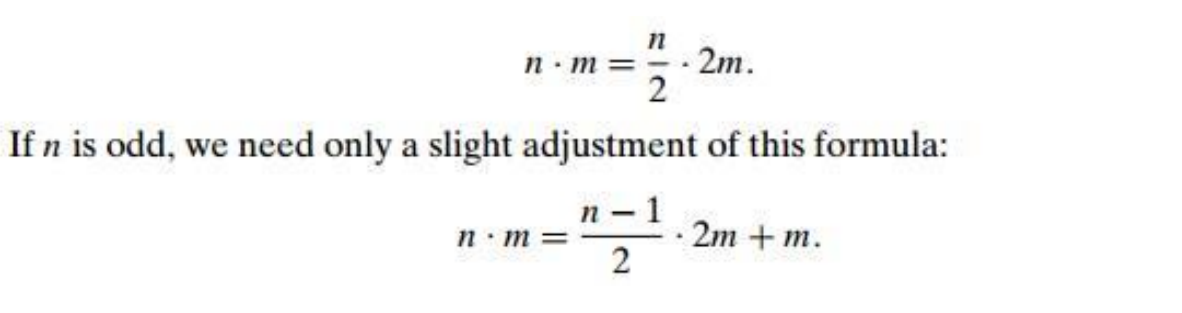 n · m = n/2 · 2m.
If n is odd, we need only a slight adjustment of this formula:
n · m = (n − 1)/2 · 2m + m.